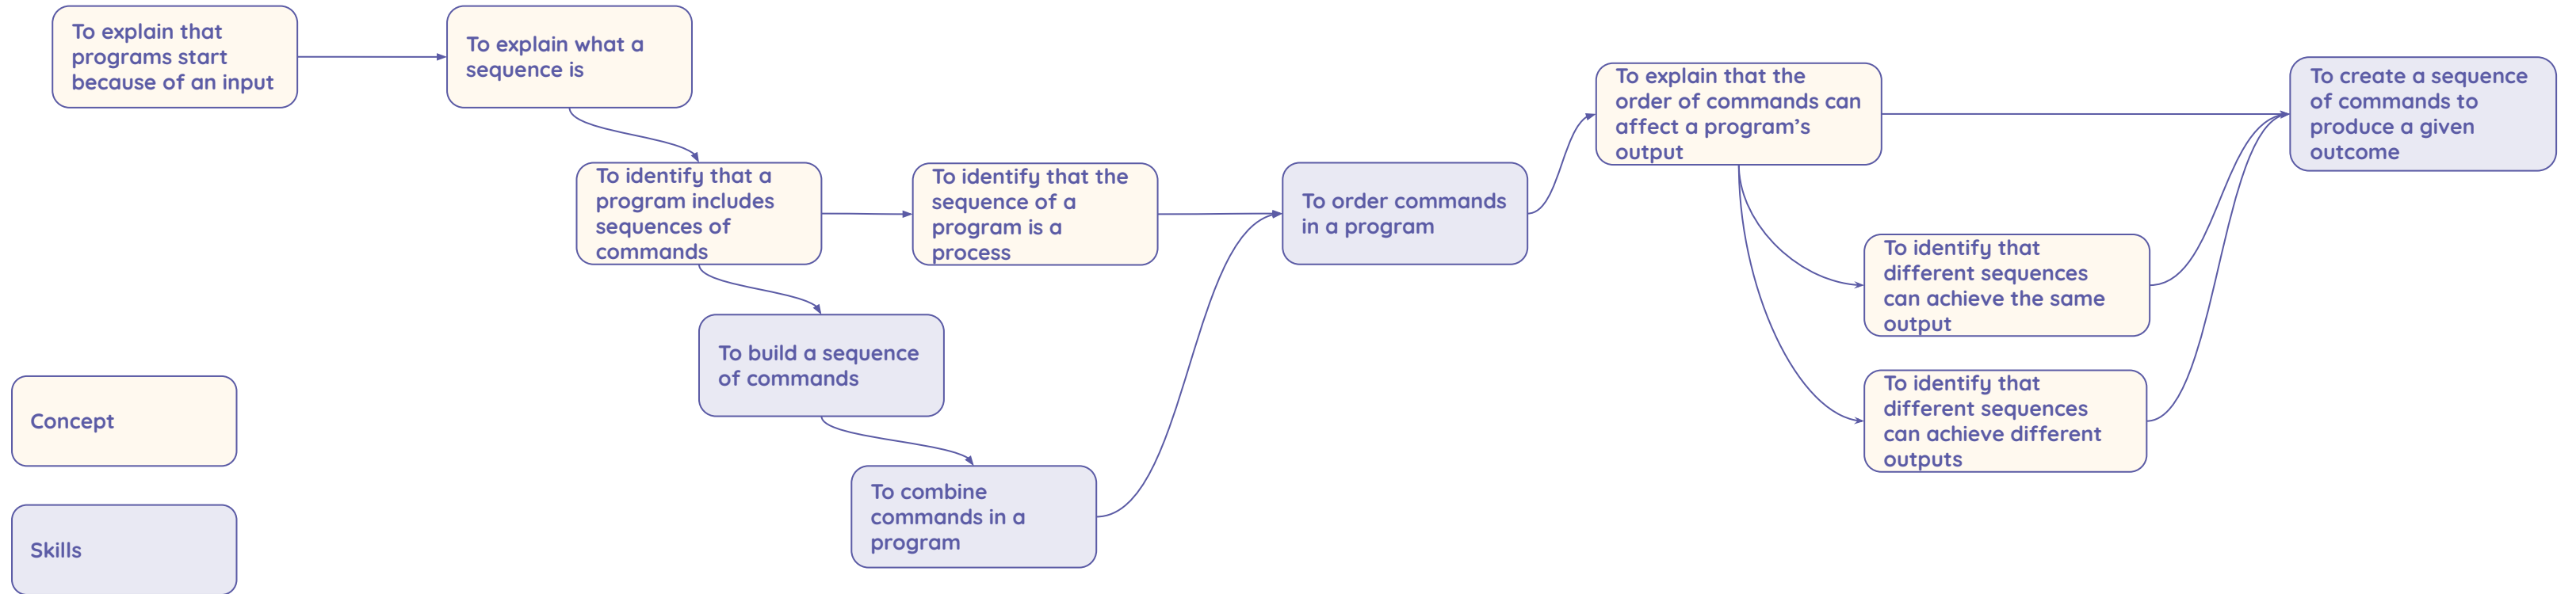 To explain that
programs start
because of an input
To explain what a
sequence is
To identify that a
program includes
sequences of
commands
To identify that the
sequence of a
program is a
process
To build a sequence
of commands
To combine
commands in a
program
To order commands
in a program
To explain that the
order of commands can
affect a program’s
output
To identify that
different sequences
can achieve the same
output
To identify that
different sequences
can achieve different
outputs
To create a sequence
of commands to
produce a given
outcome
Concept
Skills